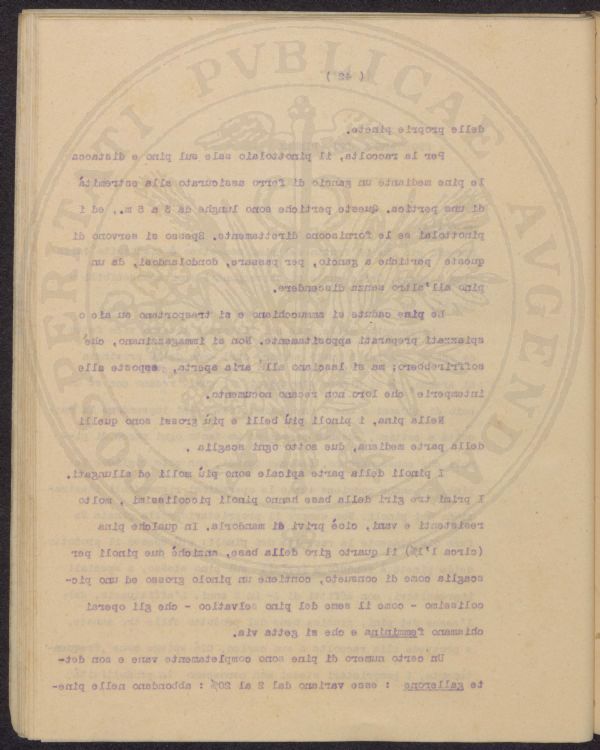 ( 42 )
delle proprie pinete.
Per la raccolta, il pinottolaio sale sul pino e distacca
le pine mediante un gancio di ferro assicurato alla estremità
di una pertica. Queste pertiche sono lunghe da 3 a 5 m., ed i
pinottolai se le forniscono direttamente. Spesso si servono di
queste pertiche a gancio, per passare, dondolandosi, da un
pino all'altro senza discendere.
Le pine cadute si ammucchiano e si trasportano su aie o
spiazzati preparati appositamente. Non si immagazzinano, chè
soffrirebbero; ma si lasciano all' aria aperta, esposte alle
intemperie che loro non recano nocumento.
Nella pina, i pinoli più belli e più grossi sono quelli
della parte mediana, due sotto ogni scaglia .
I pinoli della parte apicale sono più molli ed allungati.
I primi tre giri della base hanno pinoli piccolissimi , molto
resistenti e vani, cioè privi di mandorla. In qualche pina
(circa l'1%) il quarto giro della base, anzichè due pinoli per
scaglia come di consueto, contiene un pinolo grosso ed uno pic-
colissimo - come il seme del pino selvatico - che gli operai
chiamano femminina e che si getta via.
Un certo numero di pine sono completamente vane e son det-
te gallerone : esse variano dal 2 al 20% : abbondano nelle pine-
PROSPERITATI PVBLICAE AVGENDAE